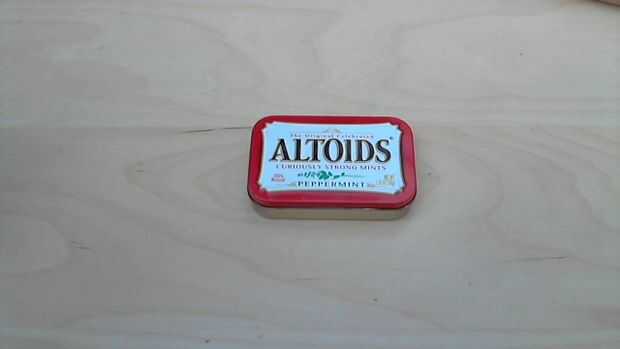 The Original Celebrated
ALTOIDS®
CURIOUSLY STRONG MINTS
PEPPERMINT